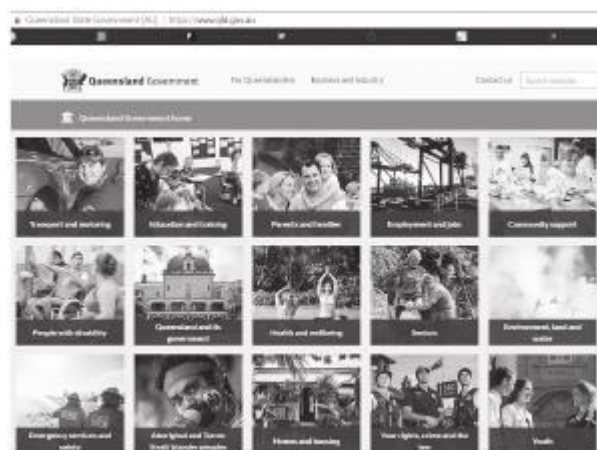 Queensland State Government [AU] | https://www.qld.gov.au
Queensland Government
For Queenslanders
Business and industry
Contact us
Search website
Queensland Government home
Transport and motoring
Education and training
Parents and families
Employment and jobs
Community support
People with disability
Queensland and its
government
Health and wellbeing
Seniors
Environment, land and
water
Emergency services and
safety
Aboriginal and Torres
Strait Islander peoples
Homes and housing
Your rights, crime and the
law
Youth